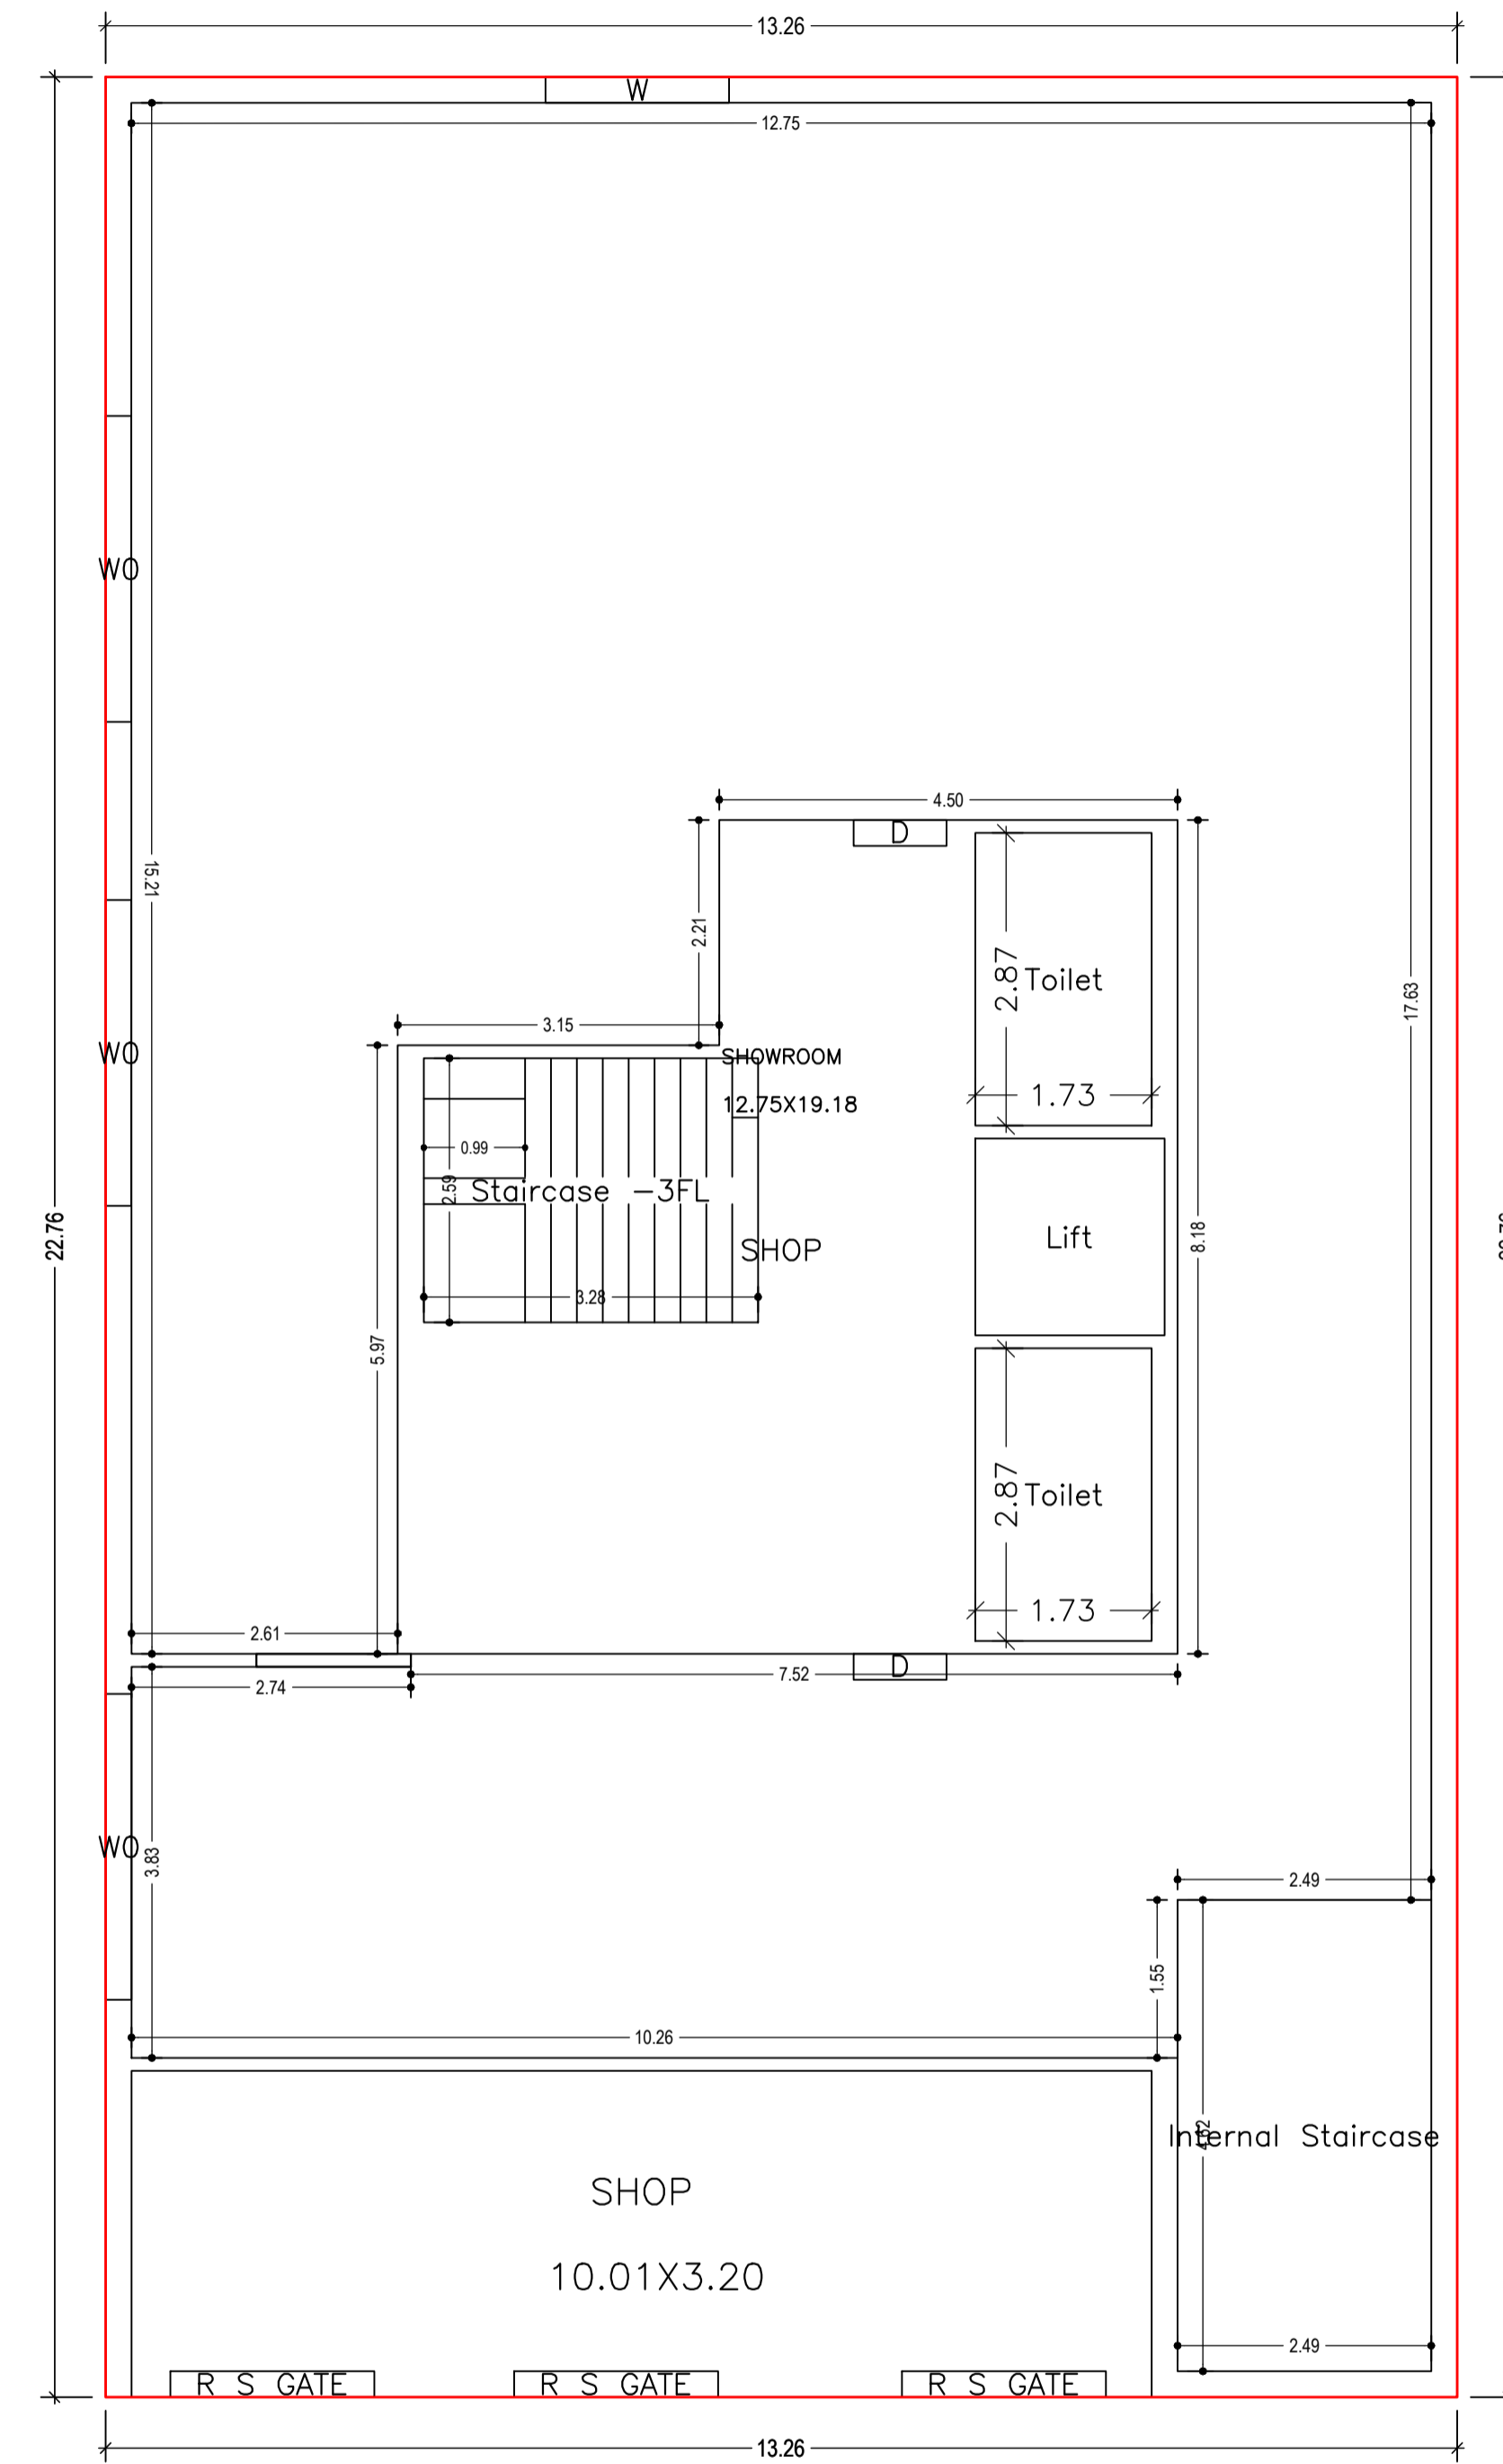 13.26
W
12.75
WO
4.50
D
15.21
2.21
2.87
Toilet
17.63
3.15
SHOWROOM
WO
12.75X19.18
1.73
0.99
2.59
Staircase -3FL
22.76
Lift
8.18
SHOP
3.28
5.97
2.87
Toilet
1.73
2.61
D
7.52
2.74
WO
3.83
2.49
1.55
10.26
Internal Staircase
4.62
SHOP
10.01X3.20
2.49
R S GATE
R S GATE
R S GATE
13.26